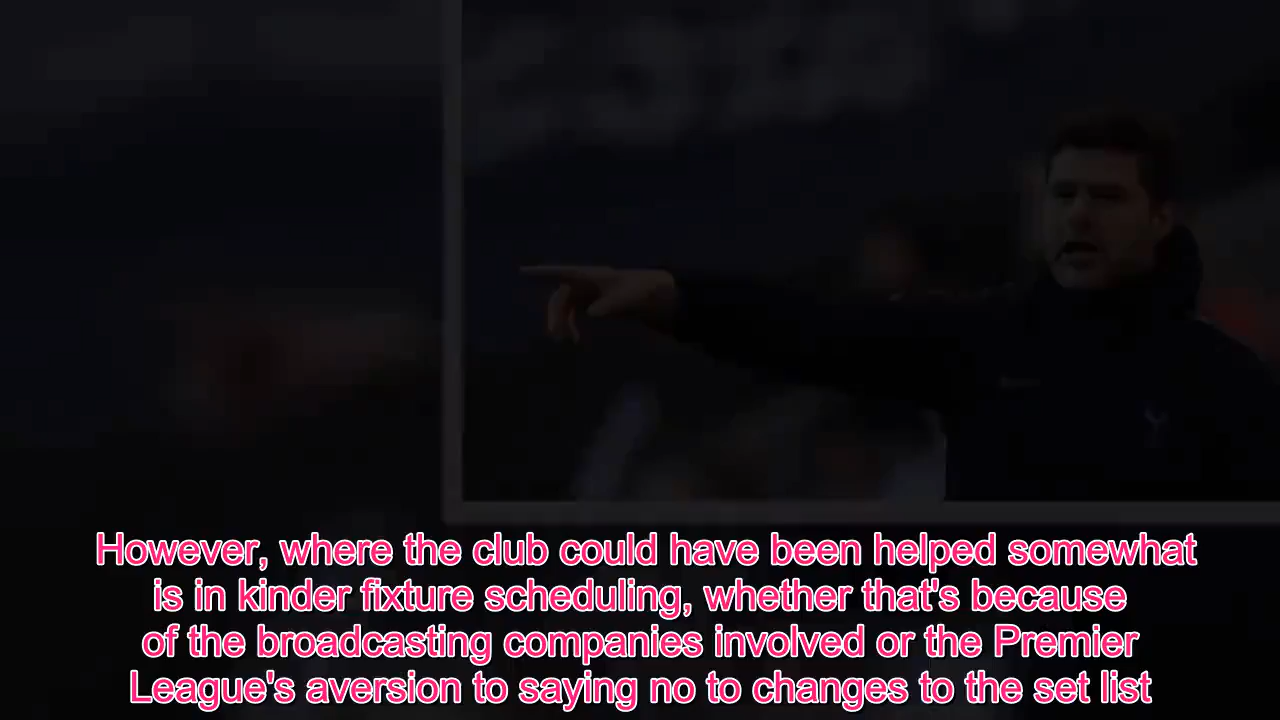 However, where the club could have been helped somewhat
is in kinder fixture scheduling, whether that's because
of the broadcasting companies involved or the Premier
League's aversion to saying no to changes to the set list